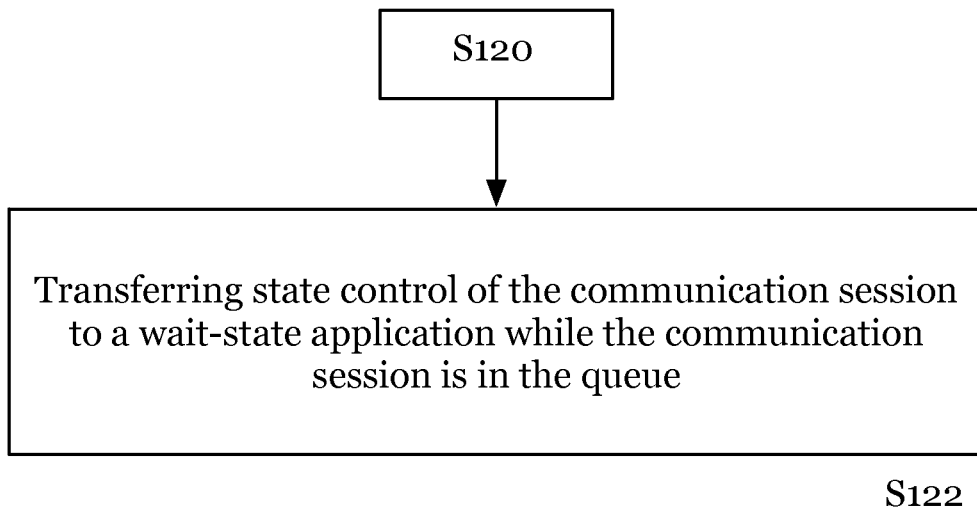 S120
Transferring state control of the communication session
to a wait-state application while the communication
session is in the queue
S122